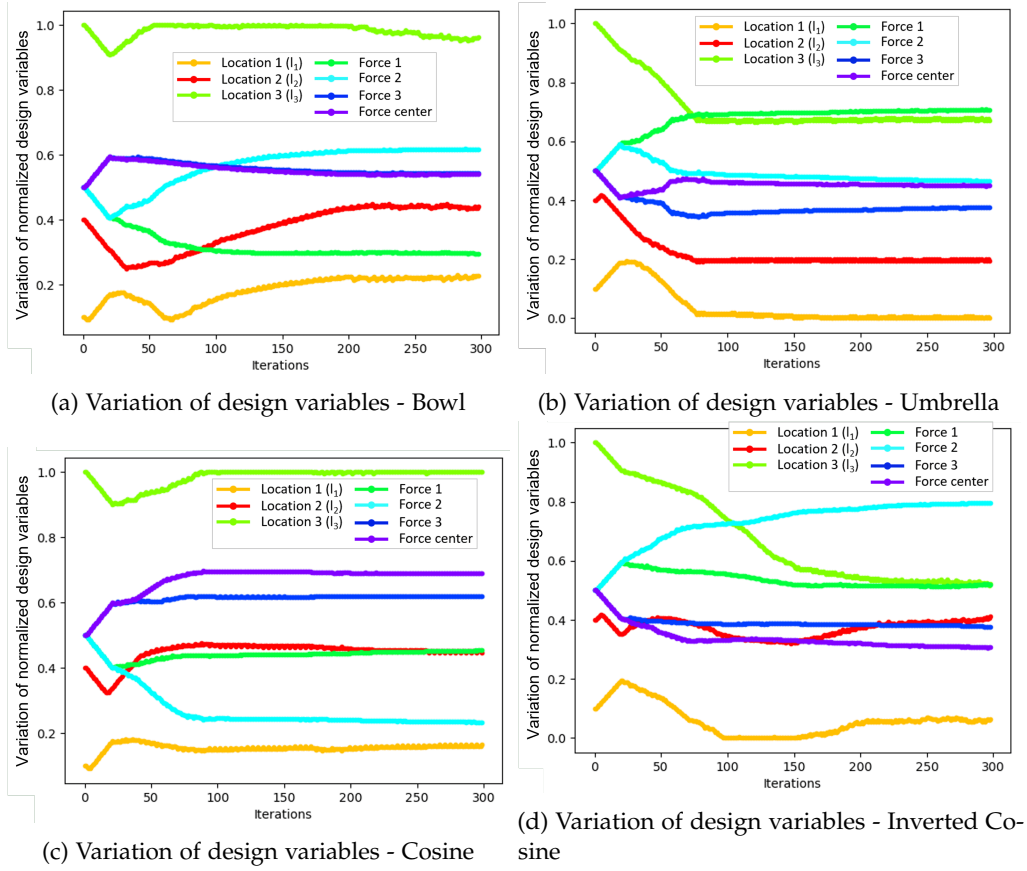 Variation of normalized design variables
1.0
0.8
0.6
0.4
0.2
Location 1 (l1)
Location 2 (l2)
Location 3 (l3)
Force 1
Force 2
Force 3
Force center
0 50 100 150 200 250 300
Iterations
(a) Variation of design variables - Bowl
Variation of normalized design variables
1.0
0.8
0.6
0.4
0.2
0.0
Location 1 (l1)
Location 2 (l2)
Location 3 (l3)
Force 1
Force 2
Force 3
Force center
0 50 100 150 200 250 300
Iterations
(b) Variation of design variables - Umbrella
Variation of normalized design variables
1.0
0.8
0.6
0.4
0.2
Location 1 (l1)
Location 2 (l2)
Location 3 (l3)
Force 1
Force 2
Force 3
Force center
0 50 100 150 200 250 300
Iterations
(c) Variation of design variables - Cosine
Variation of normalized design variables
1.0
0.8
0.6
0.4
0.2
0.0
Location 1 (l1)
Location 2 (l2)
Location 3 (l3)
Force 1
Force 2
Force 3
Force center
0 50 100 150 200 250 300
Iterations
(d) Variation of design variables - Inverted Co-
sine